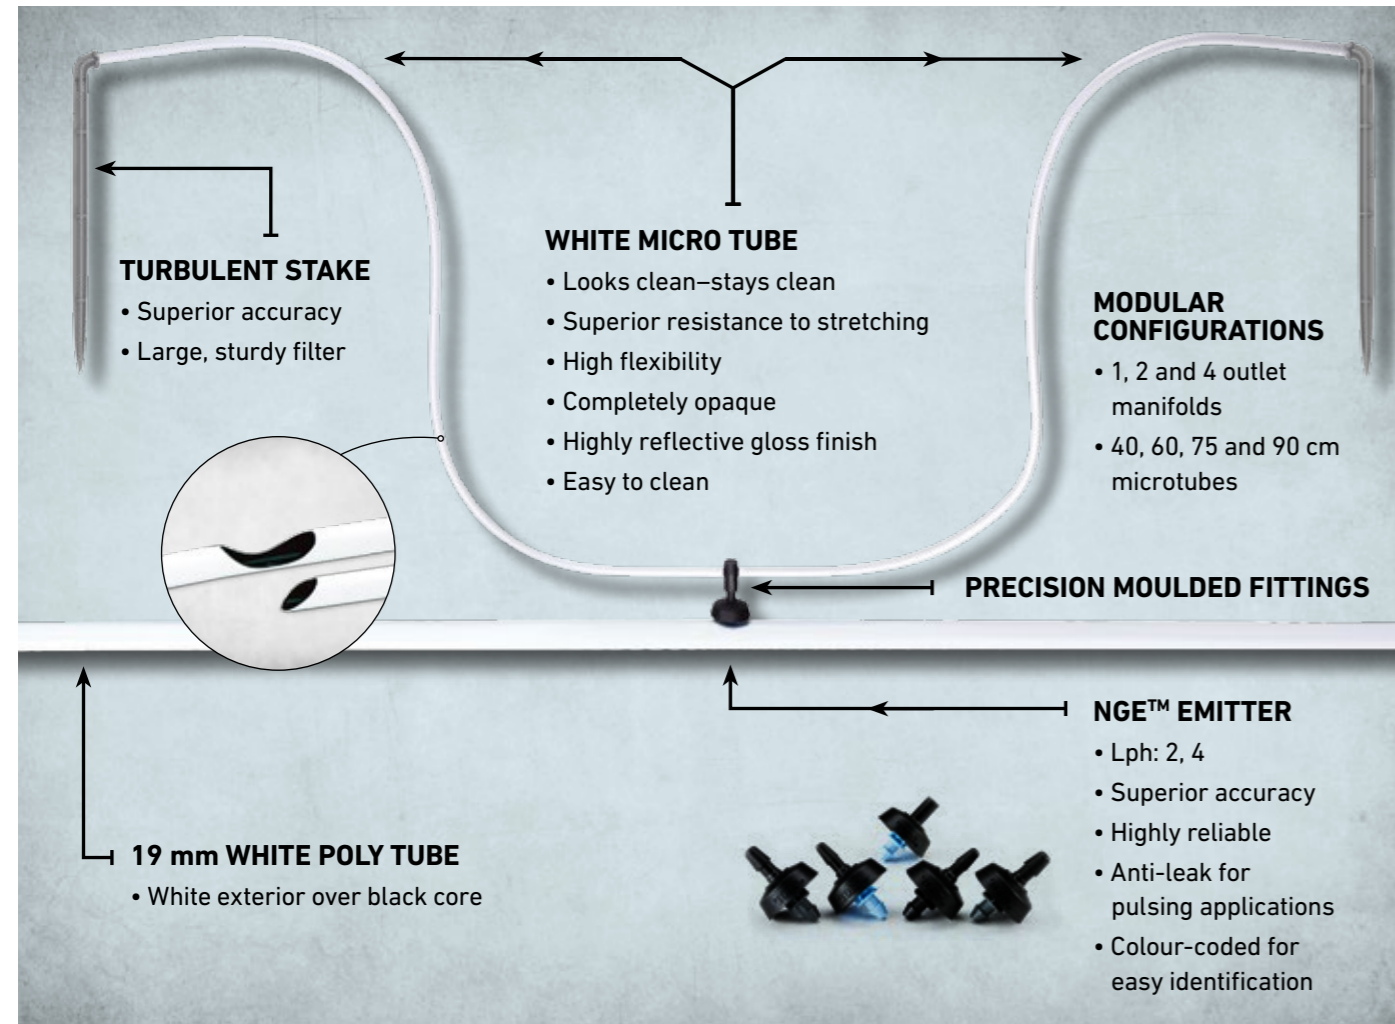 TURBULENT STAKE
• Superior accuracy
• Large, sturdy filter
WHITE MICRO TUBE
• Looks clean–stays clean
• Superior resistance to stretching
• High flexibility
• Completely opaque
• Highly reflective gloss finish
• Easy to clean
MODULAR
CONFIGURATIONS
• 1, 2 and 4 outlet
manifolds
• 40, 60, 75 and 90 cm
microtubes
PRECISION MOULDED FITTINGS
NGE™ EMITTER
• Lph: 2, 4
• Superior accuracy
• Highly reliable
• Anti-leak for
pulsing applications
• Colour-coded for
easy identification
19 mm WHITE POLY TUBE
• White exterior over black core